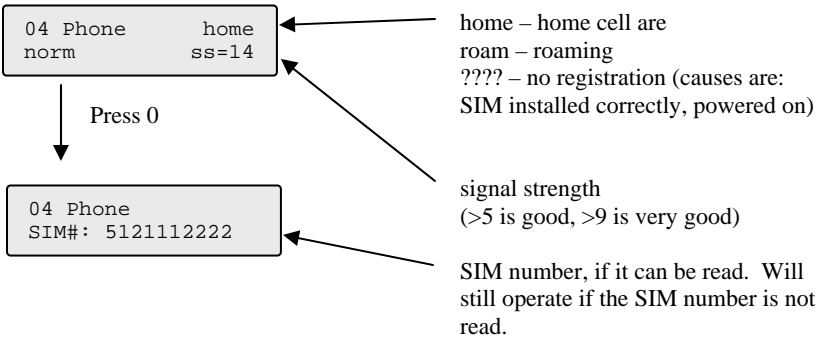 04 Phone home
norm ss=14
Press 0
04 Phone
SIM#: 5121112222
home – home cell are
roam – roaming
???? – no registration (causes are:
SIM installed correctly, powered on)
signal strength
(>5 is good, >9 is very good)
SIM number, if it can be read. Will
still operate if the SIM number is not
read.